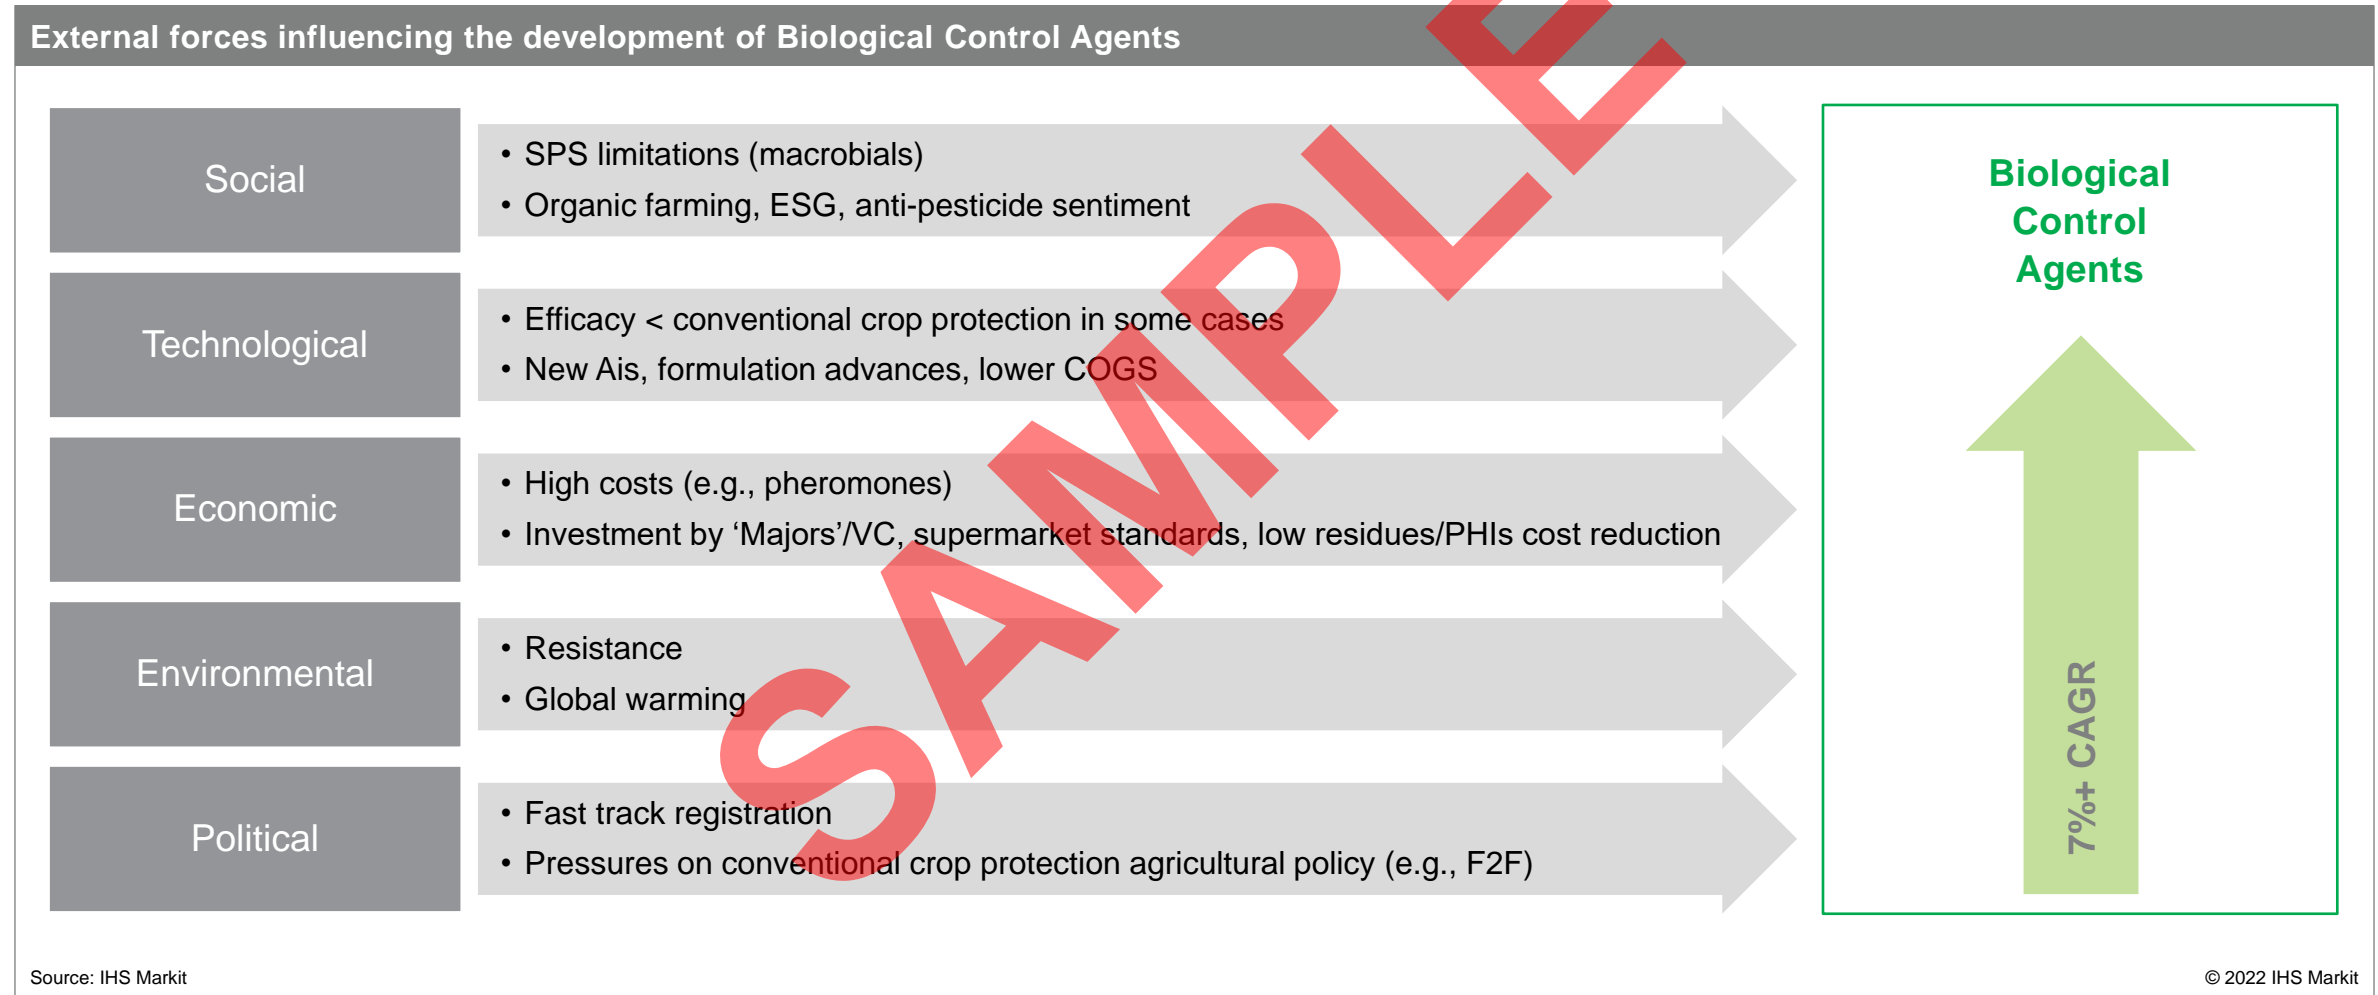 External forces influencing the development of Biological Control Agents
Social
• SPS limitations (macrobials)
• Organic farming, ESG, anti-pesticide sentiment
Technological
• Efficacy < conventional crop protection in some cases
• New Ais, formulation advances, lower COGS
Economic
• High costs (e.g., pheromones)
• Investment by ‘Majors’/VC, supermarket standards, low residues/PHIs cost reduction
Environmental
• Resistance
• Global warming
Political
• Fast track registration
• Pressures on conventional crop protection agricultural policy (e.g., F2F)
Biological
Control
Agents
7%+ CAGR
SAMPLE
Source: IHS Markit
© 2022 IHS Markit